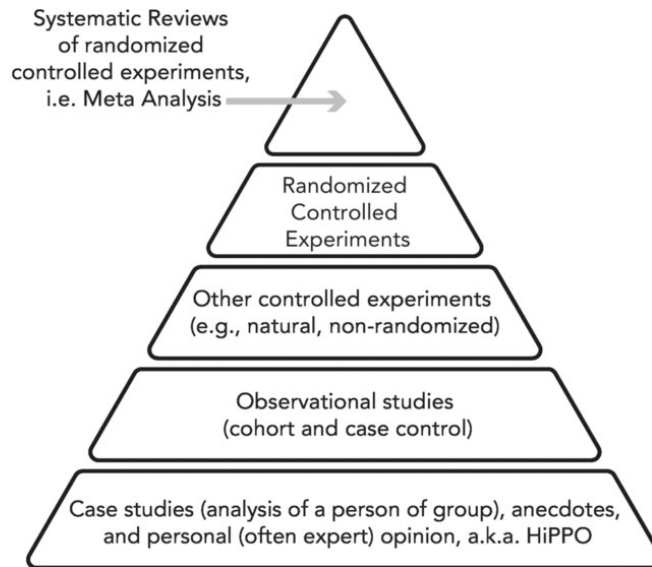 Systematic Reviews
of randomized
controlled experiments,
i.e. Meta Analysis
Randomized
Controlled
Experiments
Other controlled experiments
(e.g., natural, non-randomized)
Observational studies
(cohort and case control)
Case studies (analysis of a person of group), anecdotes,
and personal (often expert) opinion, a.k.a. HiPPO